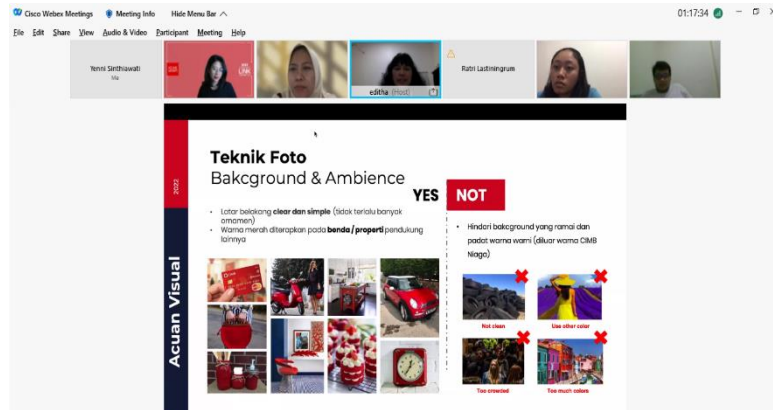 Cisco Webex Meetings
Meeting Info
Hide Menu Bar
01:17:34
File Edit Share View Audio & Video Participant Meeting Help
Yenni Sinthiawati
Me
editha (Host)
Ratri Lastiningrum
2022
Acuan Visual
Teknik Foto
Bakcground & Ambience
YES
NOT
• Latar belakang clear dan simple (tidak terlalu banyak
ornamen)
• Warna merah diterapkan pada benda / properti pendukung
lainnya
• Hindari bakcground yang ramai dan
padat warna warni (diluar warna CIMB
Niaga)
Not clean
Use other color
Too crowded
Too much colors